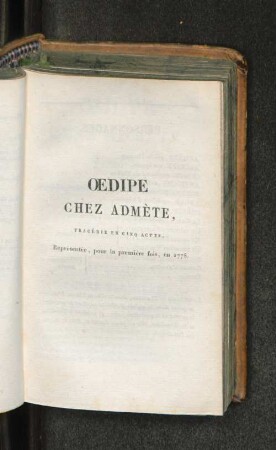 ŒDIPE
CHEZ ADMÈTE,
TRAGÉDIE EN CINQ ACTES,
Représentée, pour la première fois, en 1778.